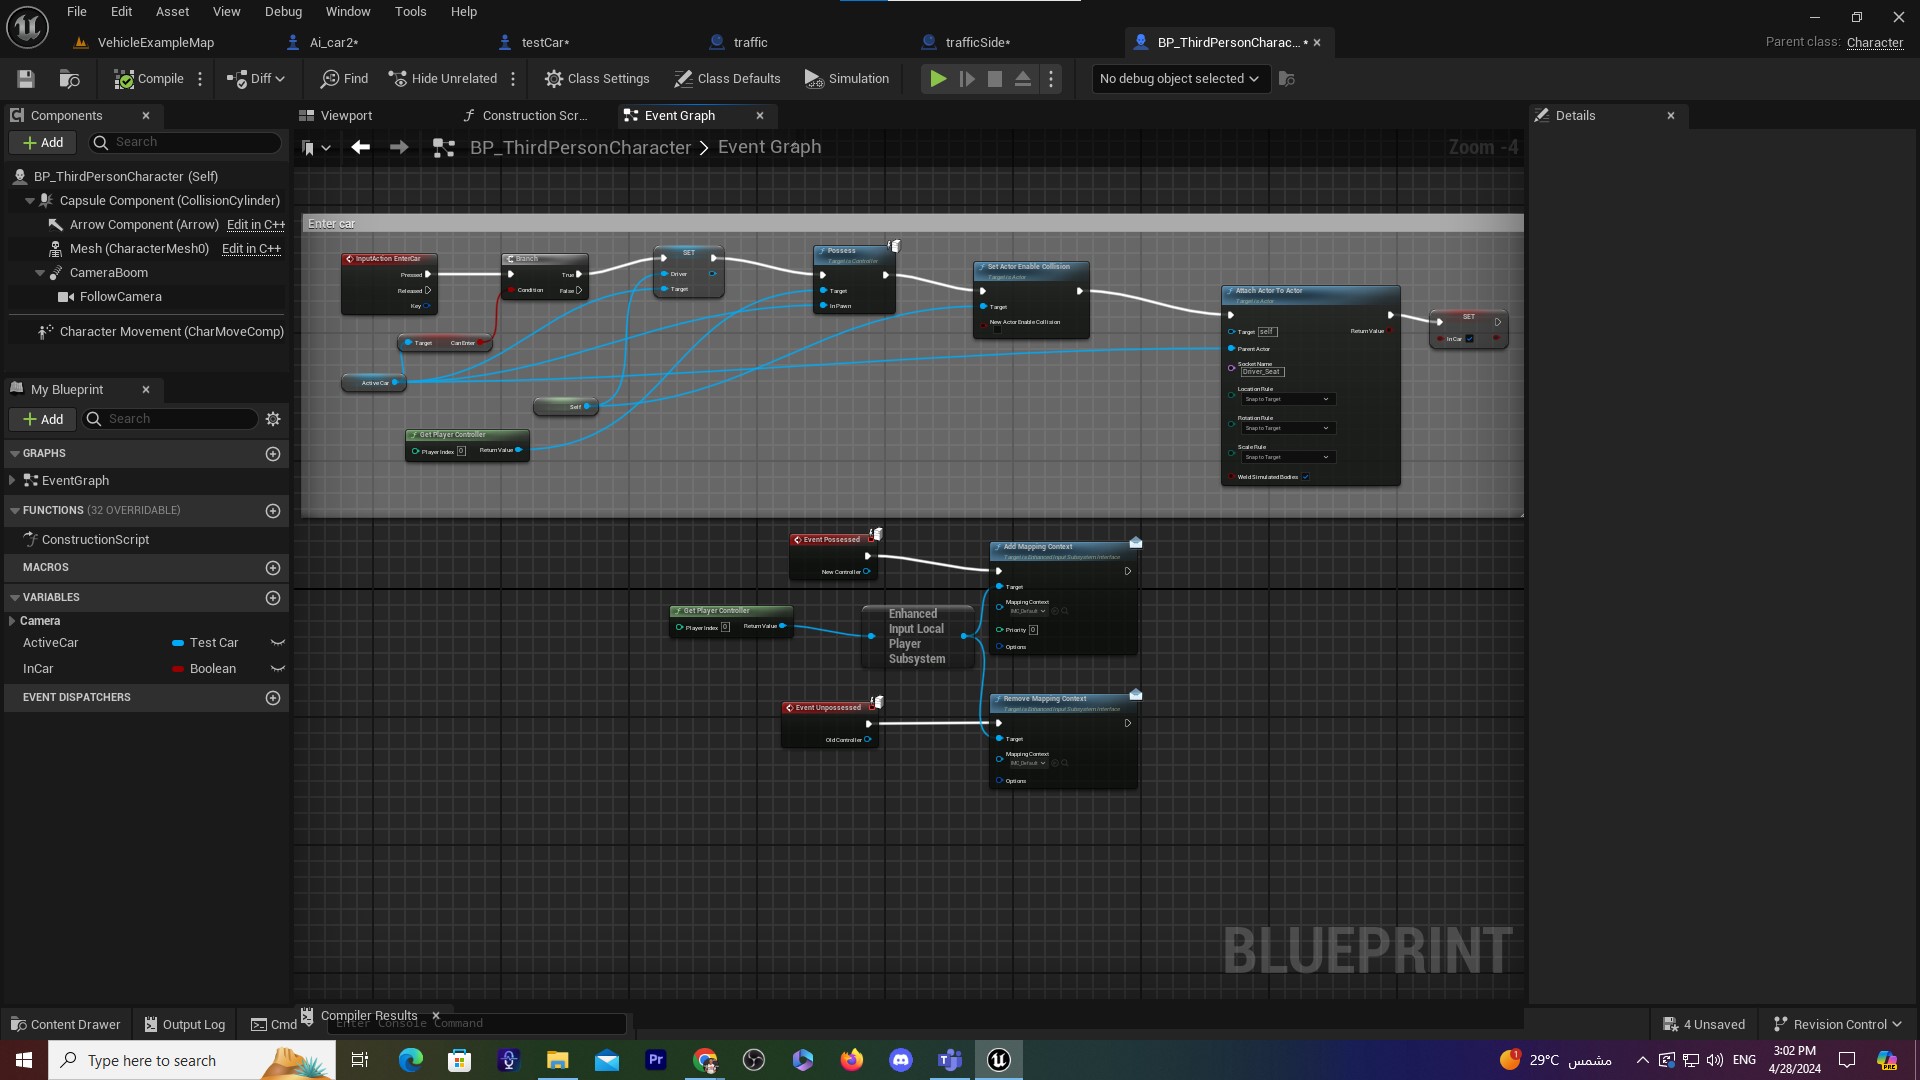 File Edit Asset View Debug Window Tools Help
VehicleExampleMap Ai_car2* testCar* traffic trafficSide* BP_ThirdPersonCharac...* Parent class: Character
Compile Diff Find Hide Unrelated Class Settings Class Defaults Simulation No debug object selected
Components
Add Search
BP_ThirdPersonCharacter (Self)
Capsule Component (CollisionCylinder)
Arrow Component (Arrow) Edit in C++
Mesh (CharacterMesh0) Edit in C++
CameraBoom
FollowCamera
Character Movement (CharMoveComp)
My Blueprint
Add Search
GRAPHS
EventGraph
FUNCTIONS (32 OVERRIDABLE)
ConstructionScript
MACROS
VARIABLES
Camera
ActiveCar Test Car
InCar Boolean
EVENT DISPATCHERS
Viewport Construction Scr... Event Graph
BP_ThirdPersonCharacter > Event Graph Zoom -4
Enter car
InputAction EnterCar
Pressed
Released
Key
Branch
True
Condition False
SET
Driver
Target
Possess
Target is Controller
Target
In Pawn
Set Actor Enable Collision
Target is Actor
Target
New Actor Enable Collision
Attach Actor To Actor
Target is Actor
Target self Return Value
Parent Actor
Socket Name
Driver_Seat
Location Rule
Snap to Target
Rotation Rule
Snap to Target
Scale Rule
Snap to Target
Weld Simulated Bodies
SET
In Car
Target Can Enter
Active Car
Self
Get Player Controller
Player Index 0 Return Value
Event Possessed
New Controller
Add Mapping Context
Target is Enhanced Input Subsystem Interface
Target
Mapping Context
IMC_Default
Priority 0
Options
Get Player Controller
Player Index 0 Return Value
Enhanced
Input Local
Player
Subsystem
Event Unpossessed
Old Controller
Remove Mapping Context
Target is Enhanced Input Subsystem Interface
Target
Mapping Context
IMC_Default
Options
BLUEPRINT
Details
Compiler Results
Content Drawer Output Log Cmd Enter Console Command 4 Unsaved Revision Control
Type here to search
1 29°C مشمس ENG
3:02 PM
4/28/2024